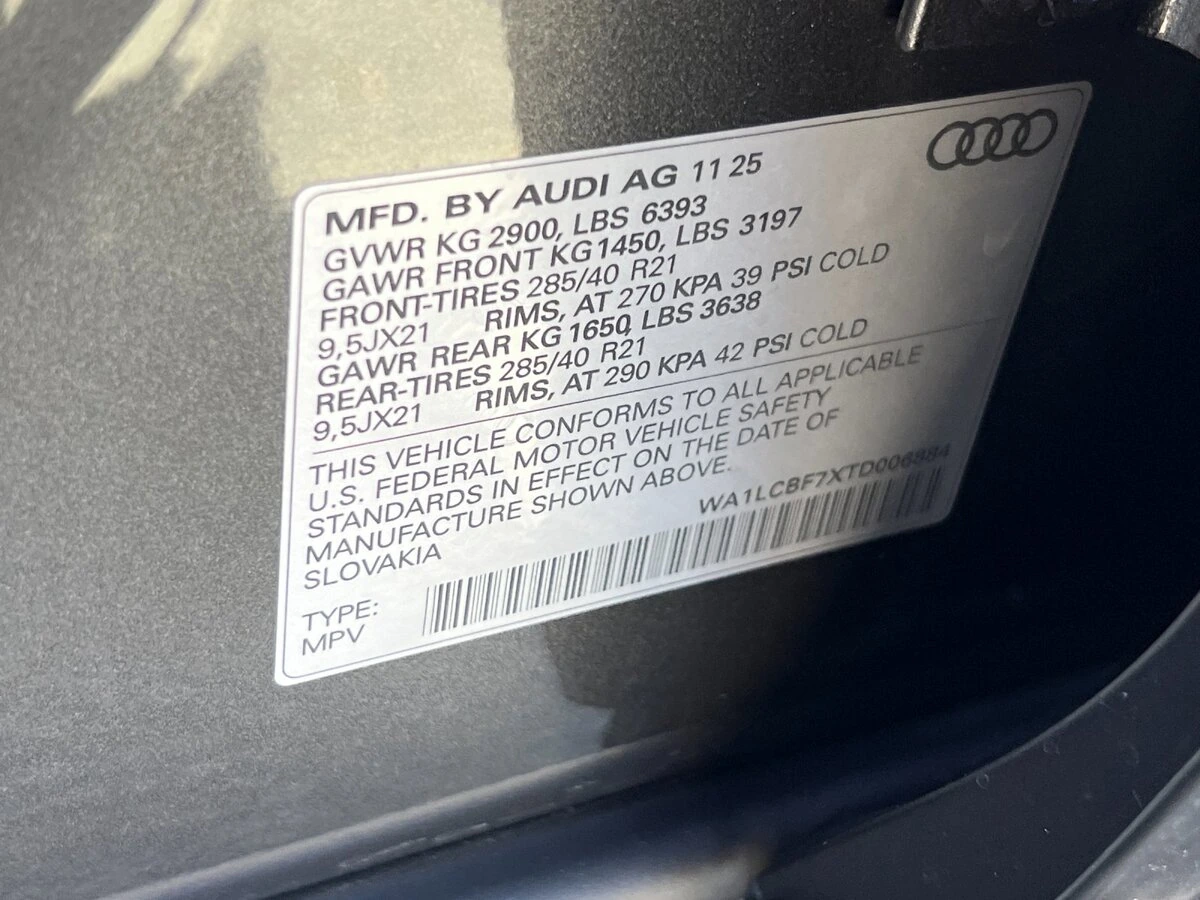 MFD. BY AUDI AG 11 25
GVWR KG 2900, LBS 6393
GAWR FRONT KG 1450, LBS 3197
FRONT-TIRES 285/40 R21
9,5JX21 RIMS, AT 270 KPA 39 PSI COLD
GAWR REAR KG 1650, LBS 3638
REAR-TIRES 285/40 R21
9,5JX21 RIMS, AT 290 KPA 42 PSI COLD
THIS VEHICLE CONFORMS TO ALL APPLICABLE
U.S. FEDERAL MOTOR VEHICLE SAFETY
STANDARDS IN EFFECT ON THE DATE OF
MANUFACTURE SHOWN ABOVE.
SLOVAKIA
WA1LCBF7XTD006884
TYPE:
MPV